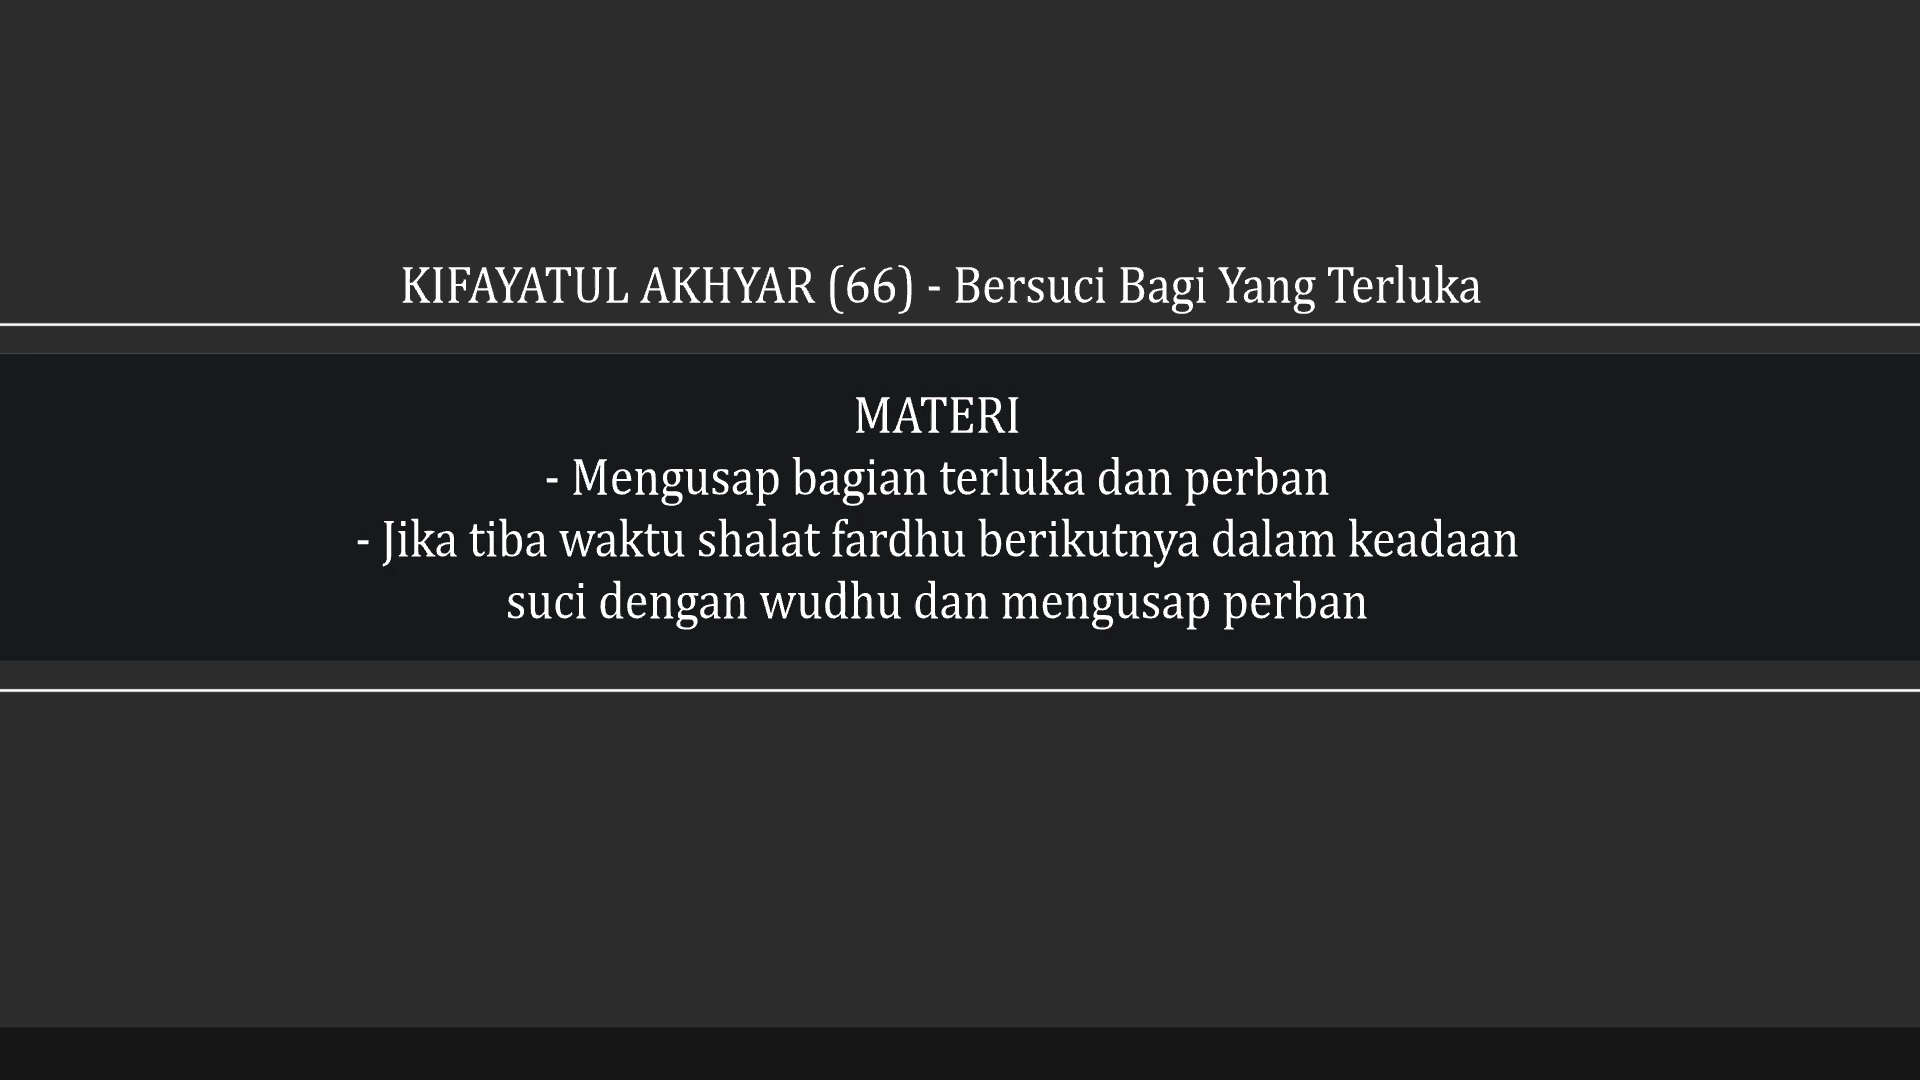 KIFAYATUL AKHYAR (66) - Bersuci Bagi Yang Terluka
MATERI
- Mengusap bagian terluka dan perban
- Jika tiba waktu shalat fardhu berikutnya dalam keadaan
suci dengan wudhu dan mengusap perban